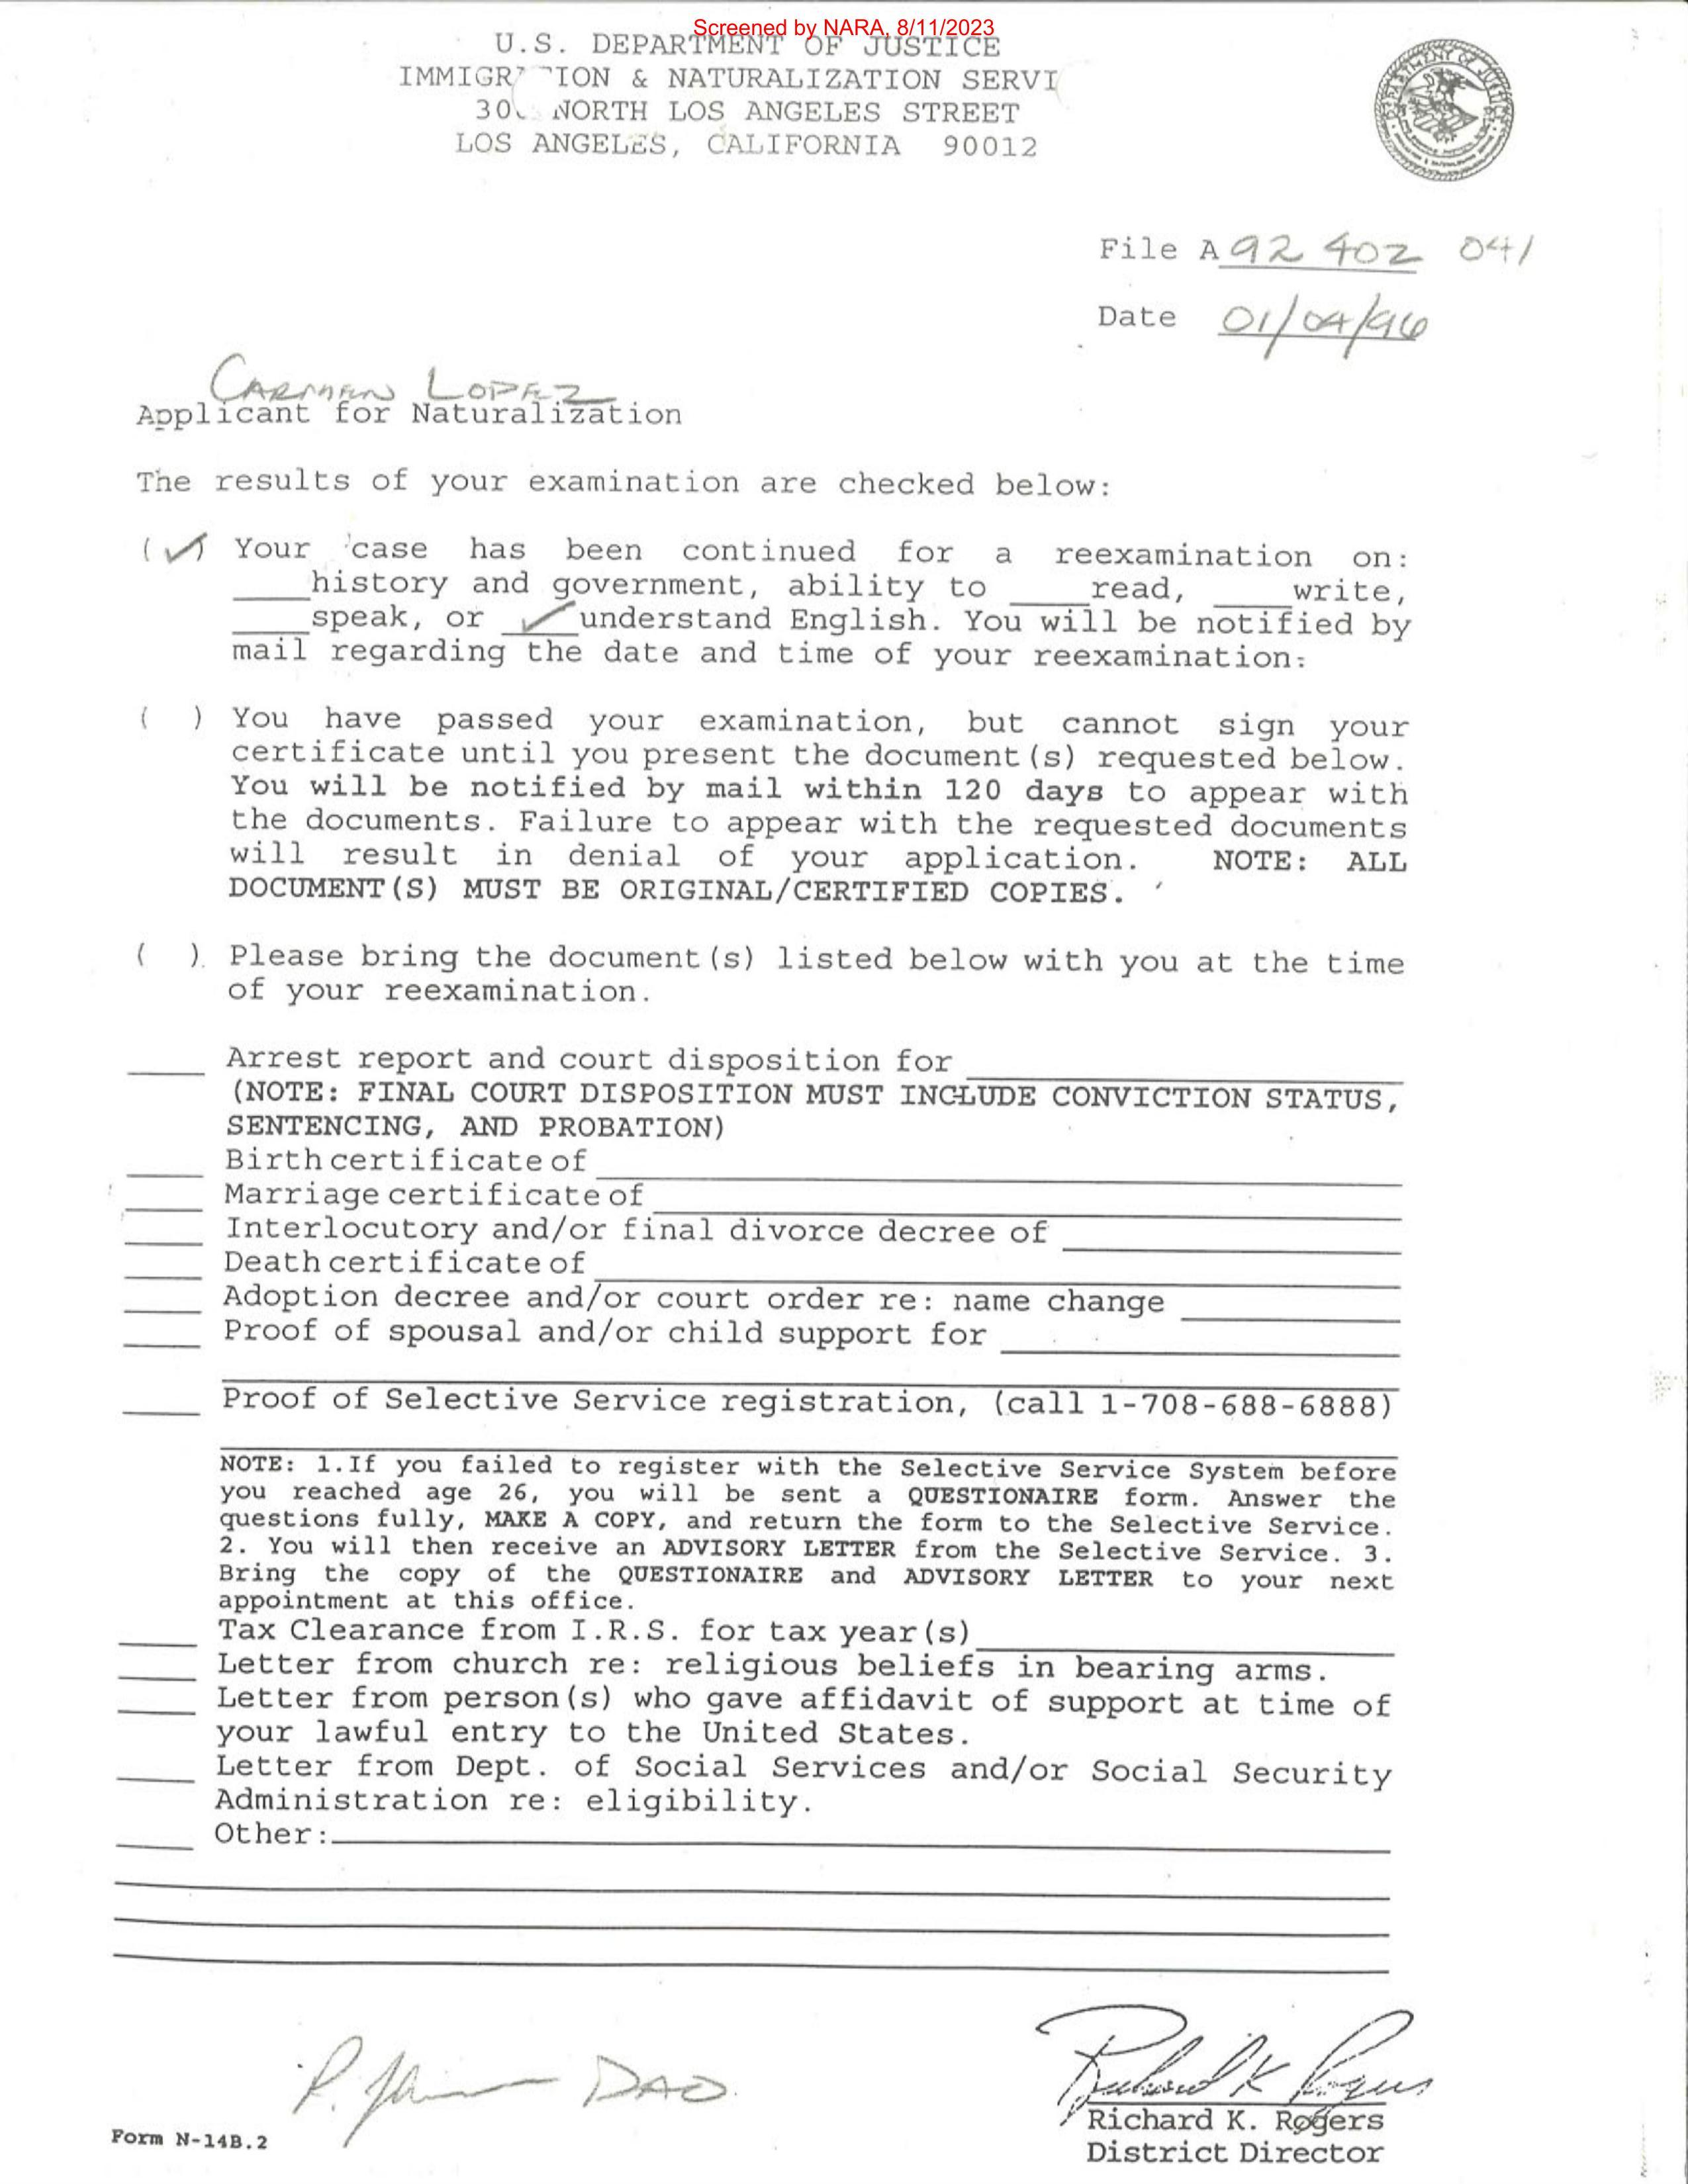 Screened by NARA, 8/11/2023
U.S. DEPARTMENT OF JUSTICE
IMMIGR TION & NATURALIZATION SERVI
30 NORTH LOS ANGELES STREET
LOS ANGELES, CALIFORNIA 90012
DEPARTMENT OF JUSTICE
File A 92 402 041
Date 01/04/96
CARMEN LOPEZ
Applicant for Naturalization
The results of your examination are checked below:
(✓) Your case has been continued for a reexamination on:
____history and government, ability to ____read, ____write,
____speak, or _✓_understand English. You will be notified by
mail regarding the date and time of your reexamination:
( ) You have passed your examination, but cannot sign your
certificate until you present the document(s) requested below.
You will be notified by mail within 120 days to appear with
the documents. Failure to appear with the requested documents
will result in denial of your application. NOTE: ALL
DOCUMENT(S) MUST BE ORIGINAL/CERTIFIED COPIES.
( ) Please bring the document(s) listed below with you at the time
of your reexamination.
____ Arrest report and court disposition for ____
(NOTE: FINAL COURT DISPOSITION MUST INCLUDE CONVICTION STATUS,
SENTENCING, AND PROBATION)
____ Birth certificate of ____
____ Marriage certificate of ____
____ Interlocutory and/or final divorce decree of ____
____ Death certificate of ____
____ Adoption decree and/or court order re: name change ____
____ Proof of spousal and/or child support for ____
____ Proof of Selective Service registration, (call 1-708-688-6888)
NOTE: 1.If you failed to register with the Selective Service System before
you reached age 26, you will be sent a QUESTIONAIRE form. Answer the
questions fully, MAKE A COPY, and return the form to the Selective Service.
2. You will then receive an ADVISORY LETTER from the Selective Service. 3.
Bring the copy of the QUESTIONAIRE and ADVISORY LETTER to your next
appointment at this office.
____ Tax Clearance from I.R.S. for tax year(s)____
____ Letter from church re: religious beliefs in bearing arms.
____ Letter from person(s) who gave affidavit of support at time of
your lawful entry to the United States.
____ Letter from Dept. of Social Services and/or Social Security
Administration re: eligibility.
____ Other:____
P. DAO
Richard K Rogers
Richard K. Rogers
District Director
Form N-14B.2